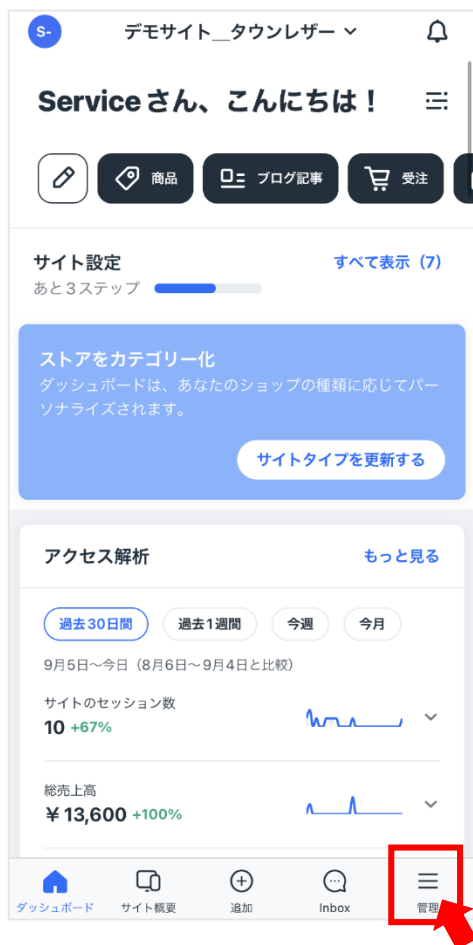 S-
デモサイト__タウンレザー
Serviceさん、こんにちは！
商品
ブログ記事
受注
サイト設定
すべて表示（7）
あと3ステップ
ストアをカテゴリー化
ダッシュボードは、あなたのショップの種類に応じてパー
ソナライズされます。
サイトタイプを更新する
アクセス解析
もっと見る
過去30日間
過去1週間
今週
今月
9月5日～今日（8月6日～9月4日と比較）
サイトのセッション数
10 +67%
総売上高
¥ 13,600 +100%
ダッシュボード
サイト概要
追加
Inbox
管理